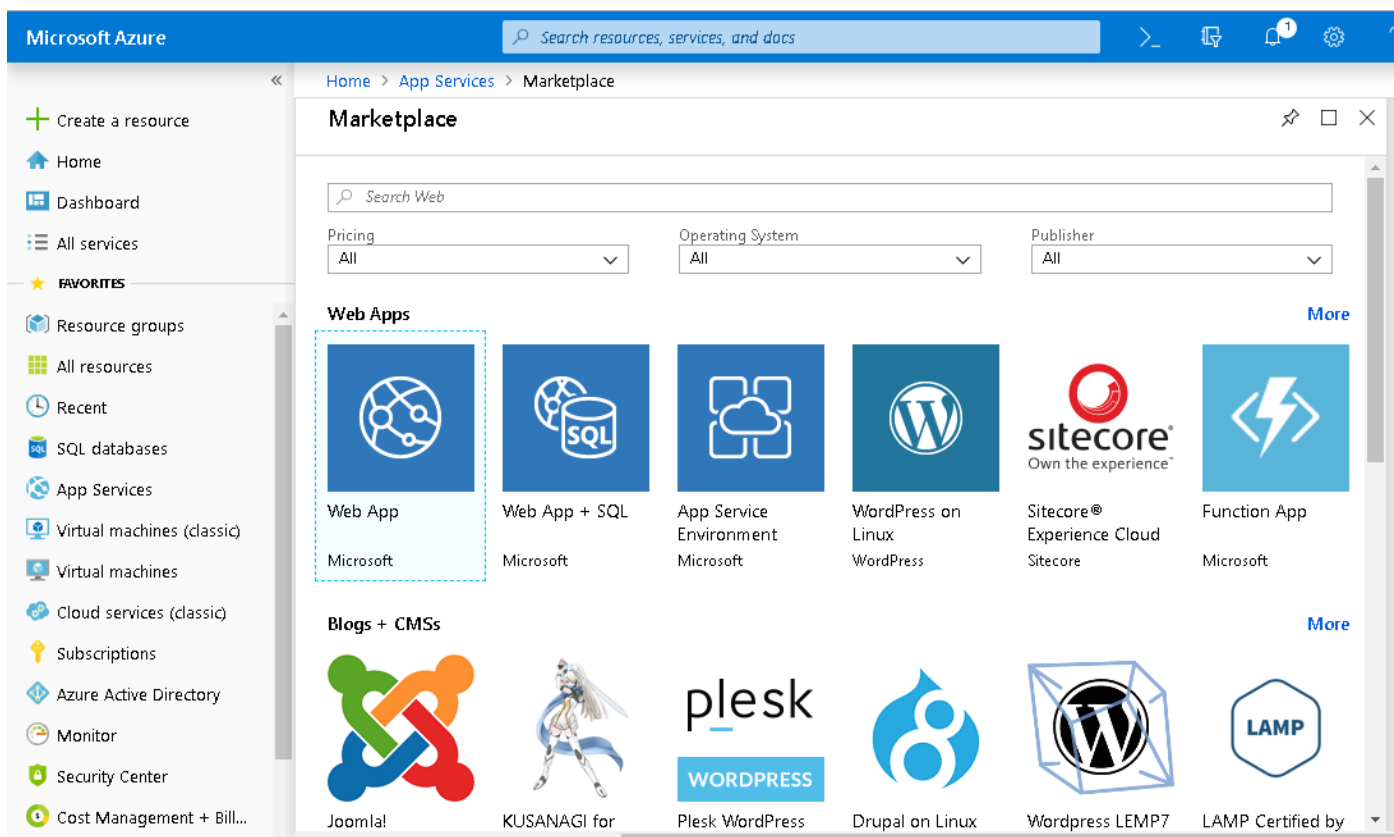 Microsoft Azure
Search resources, services, and docs
1
Home > App Services > Marketplace
Create a resource
Home
Dashboard
All services
FAVORITES
Resource groups
All resources
Recent
SQL
SQL databases
App Services
Virtual machines (classic)
Virtual machines
Cloud services (classic)
Subscriptions
Azure Active Directory
Monitor
Security Center
Cost Management + Bill...
Marketplace
Search Web
Pricing
All
Operating System
All
Publisher
All
Web Apps
More
Web App
Microsoft
SQL
Web App + SQL
Microsoft
App Service
Environment
Microsoft
W
WordPress on
Linux
WordPress
sitecore®
Own the experience™
Sitecore®
Experience Cloud
Sitecore
Function App
Microsoft
Blogs + CMSs
More
Joomla!
KUSANAGI for
plesk
WORDPRESS
Plesk WordPress
8
Drupal on Linux
W
Wordpress LEMP7
LAMP
LAMP Certified by